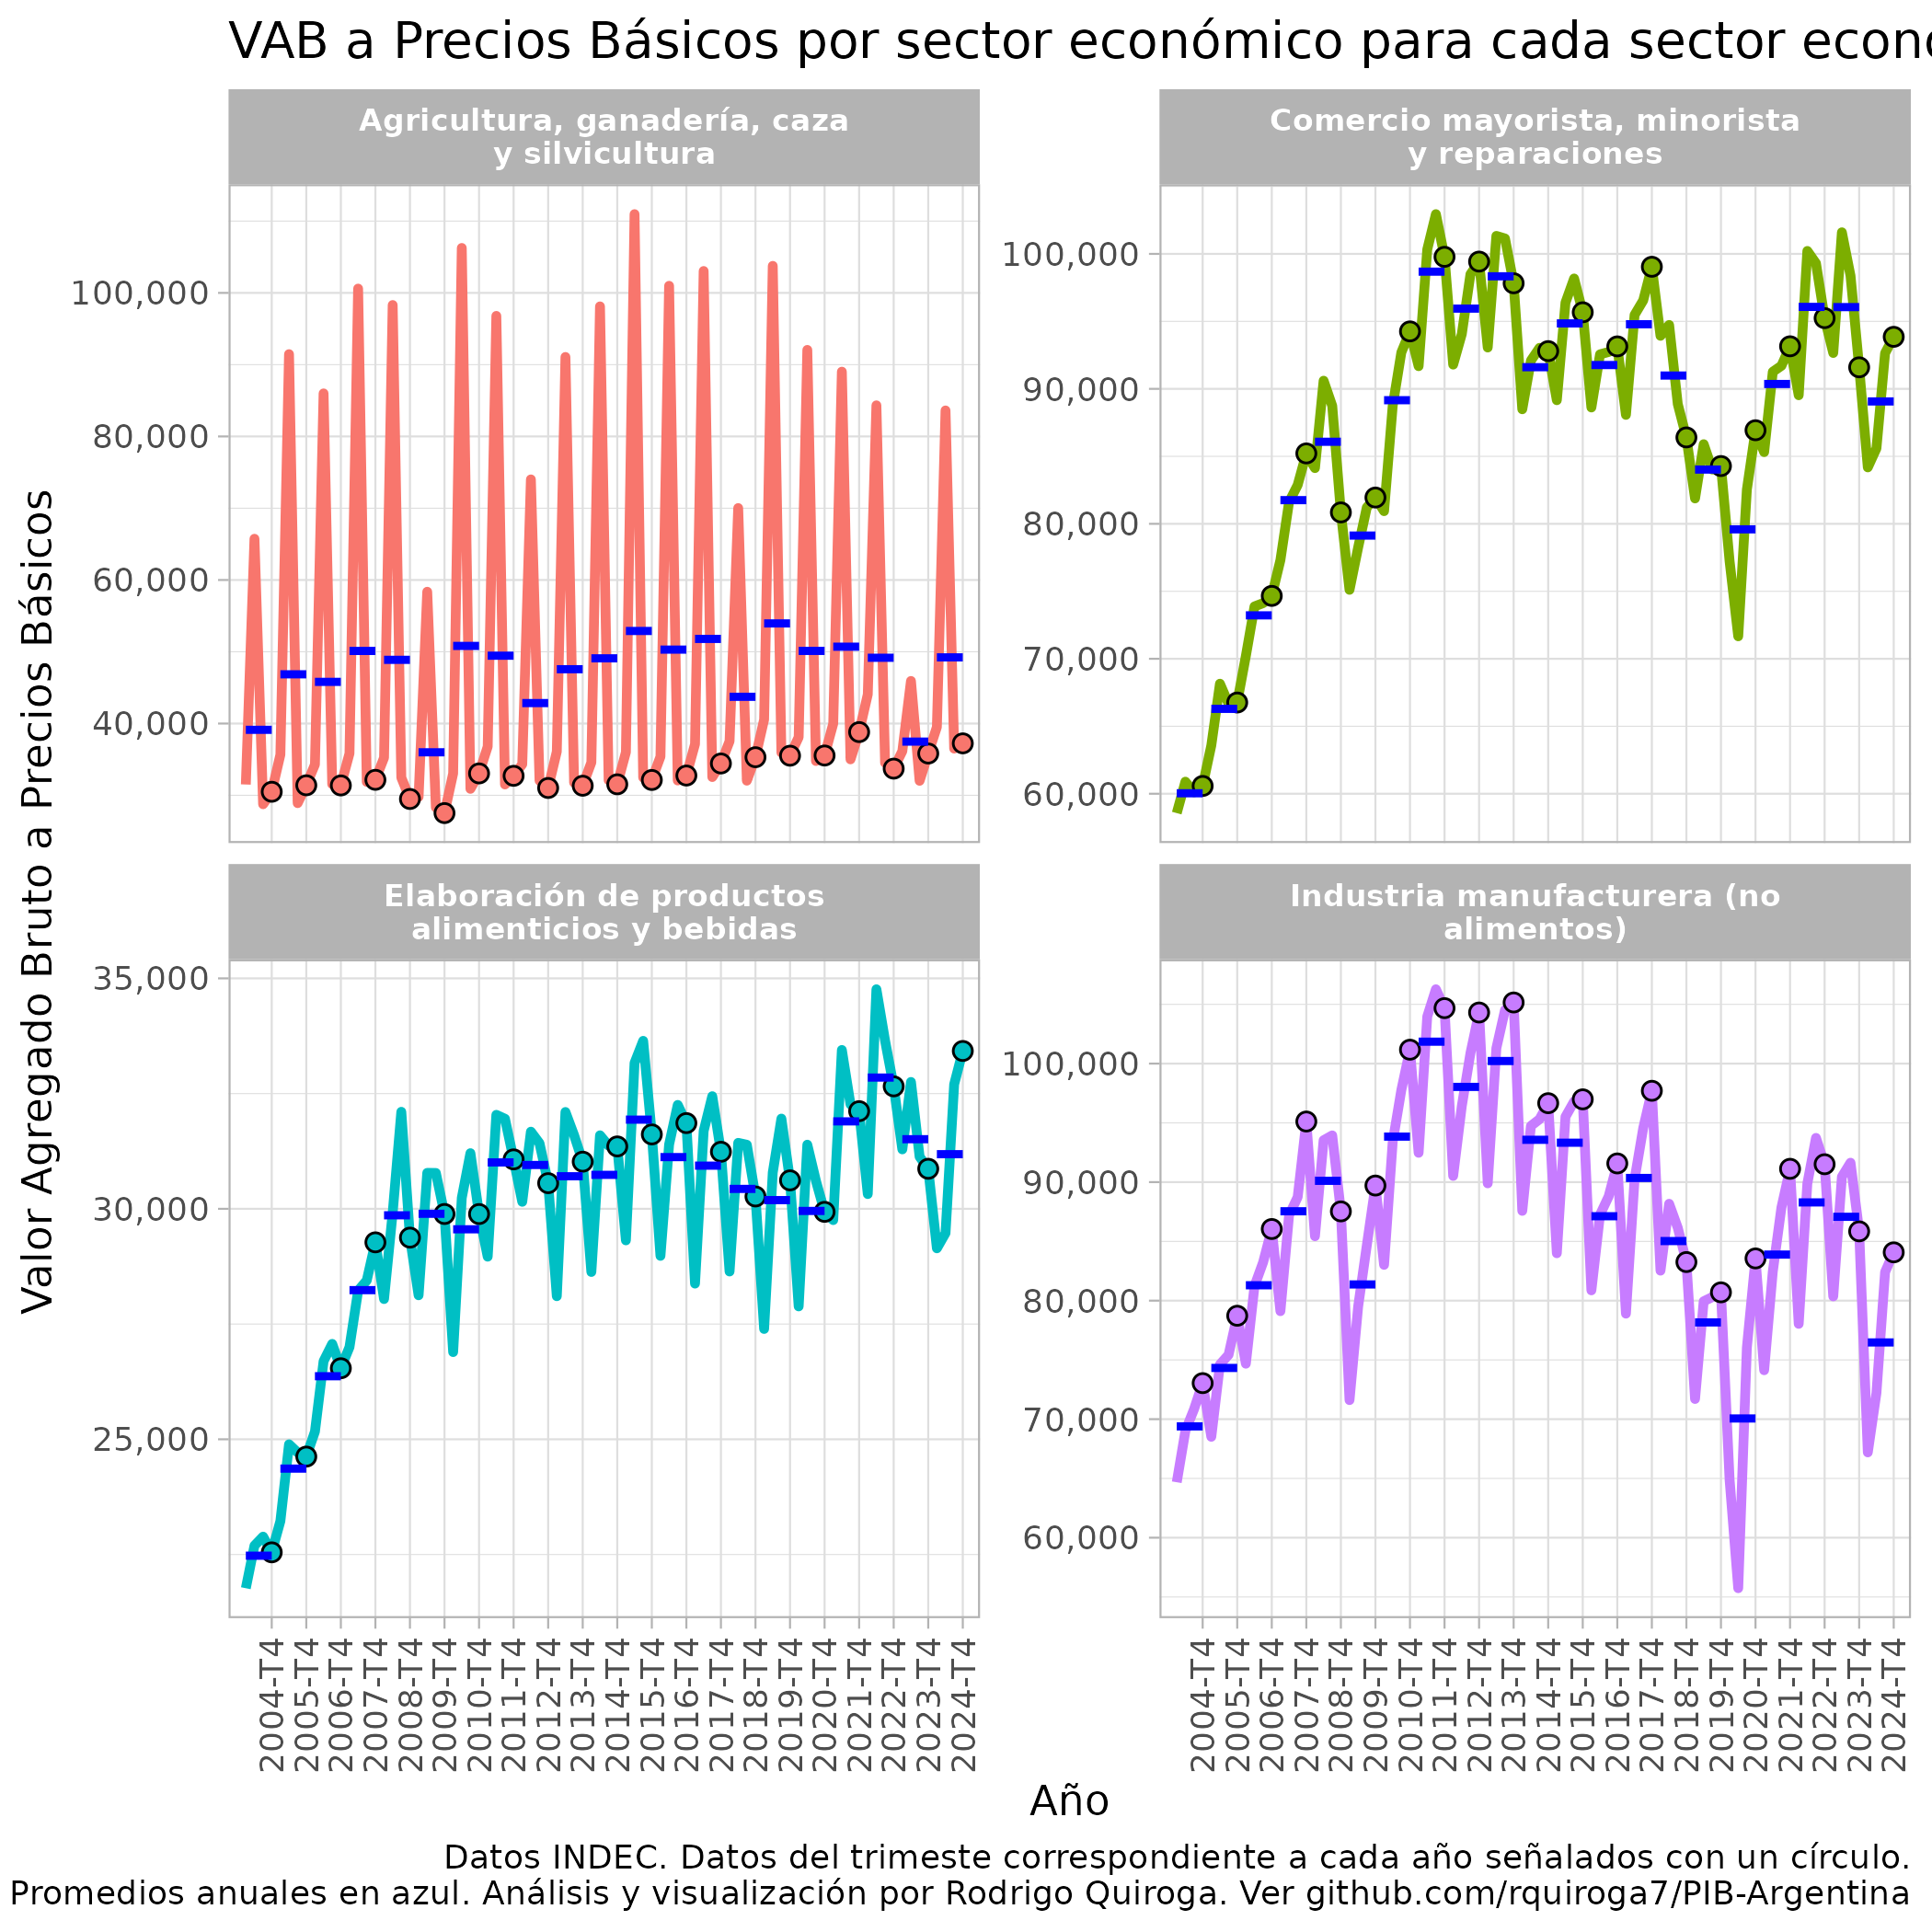 VAB a Precios Básicos por sector económico para cada sector econó
Agricultura, ganadería, caza
y silvicultura
Comercio mayorista, minorista
y reparaciones
100,000
80,000
60,000
40,000
100,000
90,000
80,000
70,000
60,000
Valor Agregado Bruto a Precios Básicos
Elaboración de productos
alimenticios y bebidas
Industria manufacturera (no
alimentos)
35,000
30,000
25,000
100,000
90,000
80,000
70,000
60,000
2004-T4
2005-T4
2006-T4
2007-T4
2008-T4
2009-T4
2010-T4
2011-T4
2012-T4
2013-T4
2014-T4
2015-T4
2016-T4
2017-T4
2018-T4
2019-T4
2020-T4
2021-T4
2022-T4
2023-T4
2024-T4
2004-T4
2005-T4
2006-T4
2007-T4
2008-T4
2009-T4
2010-T4
2011-T4
2012-T4
2013-T4
2014-T4
2015-T4
2016-T4
2017-T4
2018-T4
2019-T4
2020-T4
2021-T4
2022-T4
2023-T4
2024-T4
Año
Datos INDEC. Datos del trimeste correspondiente a cada año señalados con un círculo.
Promedios anuales en azul. Análisis y visualización por Rodrigo Quiroga. Ver github.com/rquiroga7/PIB-Argentina